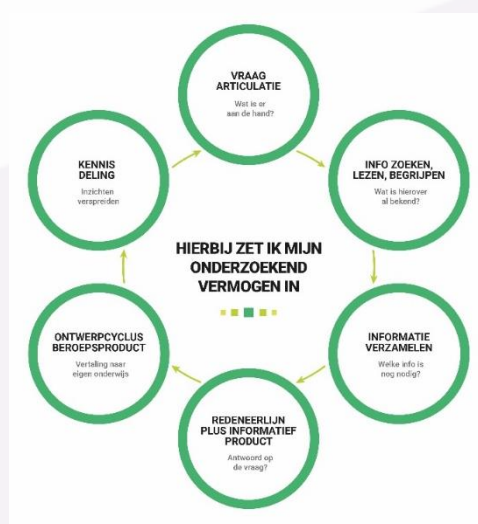 VRAAG
ARTICULATIE
Wat is er
aan de hand?
INFO ZOEKEN,
LEZEN, BEGRIJPEN
Wat is hierover
al bekend?
INFORMATIE
VERZAMELEN
Welke info is
nog nodig?
REDENEERLIJN
PLUS INFORMATIEF
PRODUCT
Antwoord op
de vraag?
ONTWERPCYCLUS
BEROEPSPRODUCT
Vertaling naar
eigen onderwijs
KENNIS
DELING
Inzichten
verspreiden
HIERBIJ ZET IK MIJN
ONDERZOEKEND
VERMOGEN IN